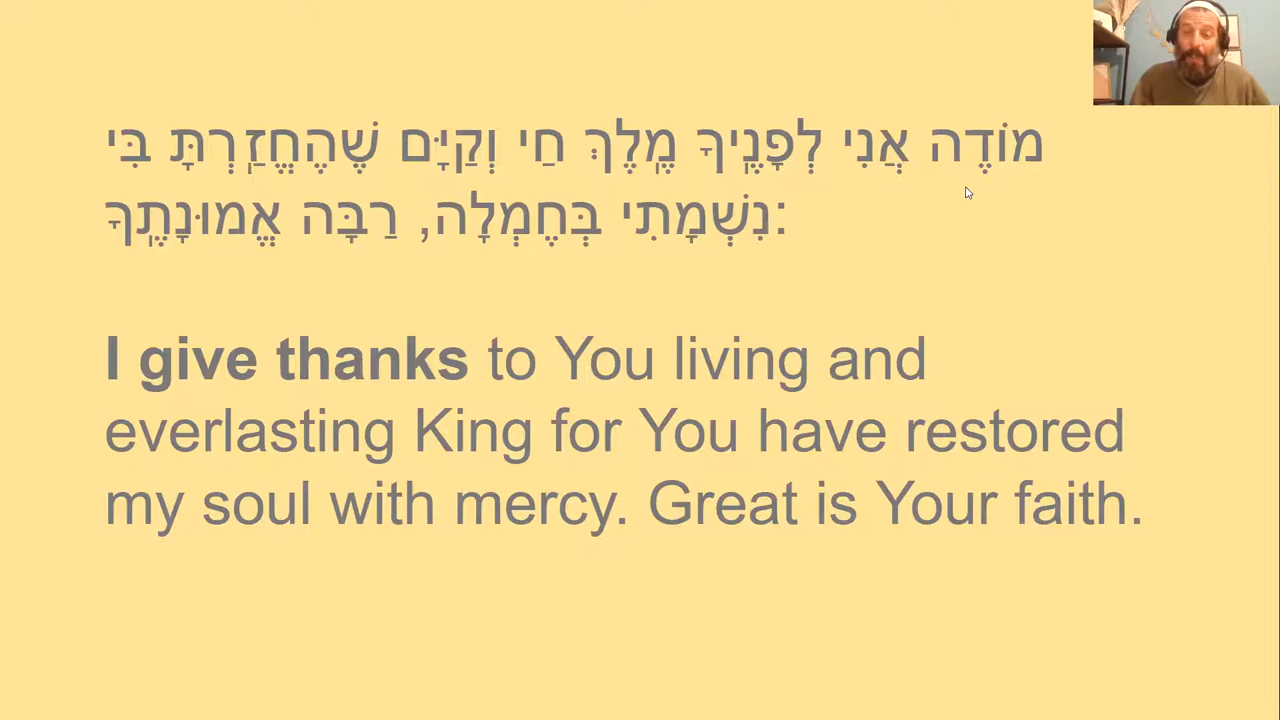 מוֹדֶה אֲנִי לְפָנֶֽיךָ מֶֽלֶךְ חַי וְקַיָּם שֶׁהֶחֱזַֽרְתָּ בִּי
נִשְׁמָתִי בְּחֶמְלָה, רַבָּה אֱמוּנָתֶֽךָ:
I give thanks to You living and
everlasting King for You have restored
my soul with mercy. Great is Your faith.